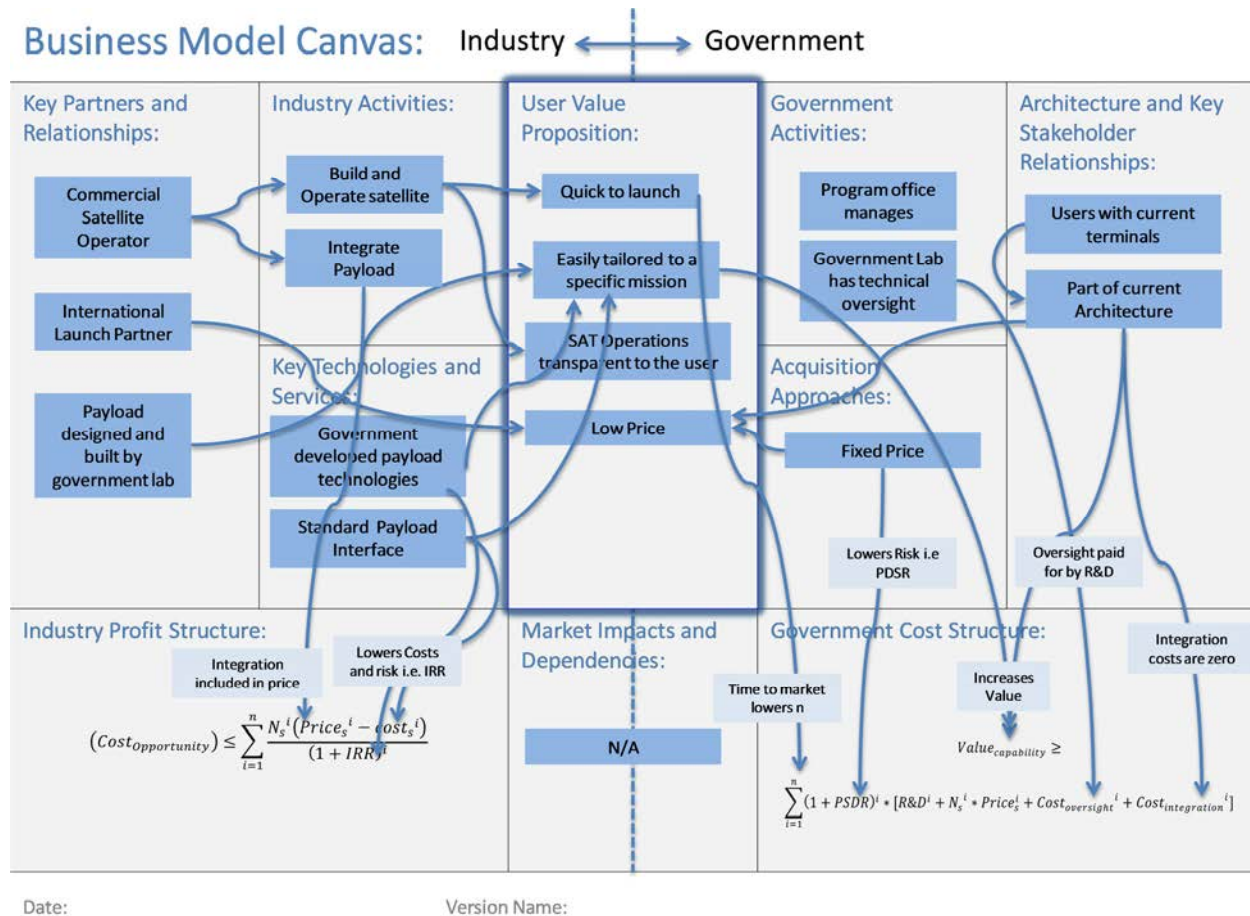 Business Model Canvas:
Industry
Government
Key Partners and
Relationships:
Commercial
Satellite
Operator
International
Launch Partner
Payload
designed and
built by
government lab
Industry Activities:
Build and
Operate satellite
Integrate
Payload
Key Technologies and
Services:
Government
developed payload
technologies
Standard Payload
Interface
User Value
Proposition:
Quick to launch
Easily tailored to a
specific mission
SAT Operations
transparent to the user
Low Price
Government
Activities:
Program office
manages
Government Lab
has technical
oversight
Acquisition
Approaches:
Fixed Price
Lowers Risk i.e
PDSR
Architecture and Key
Stakeholder
Relationships:
Users with current
terminals
Part of current
Architecture
Oversight paid
for by R&D
Industry Profit Structure:
Integration
included in price
Lowers Costs
and risk i.e. IRR
(Cost_Opportunity) ≤ ∑_{i=1}^{n} N_s^i (Price_s^i − cost_s^i) / (1 + IRR)^i
Market Impacts and
Dependencies:
N/A
Government Cost Structure:
Time to market
lowers n
Increases
Value
Integration
costs are zero
Value_capability ≥
∑_{i=1}^{n} (1 + PSDR)^i * [R&D^i + N_s^i * Price_s^i + Cost_oversight^i + Cost_integration^i]
Date:
Version Name: